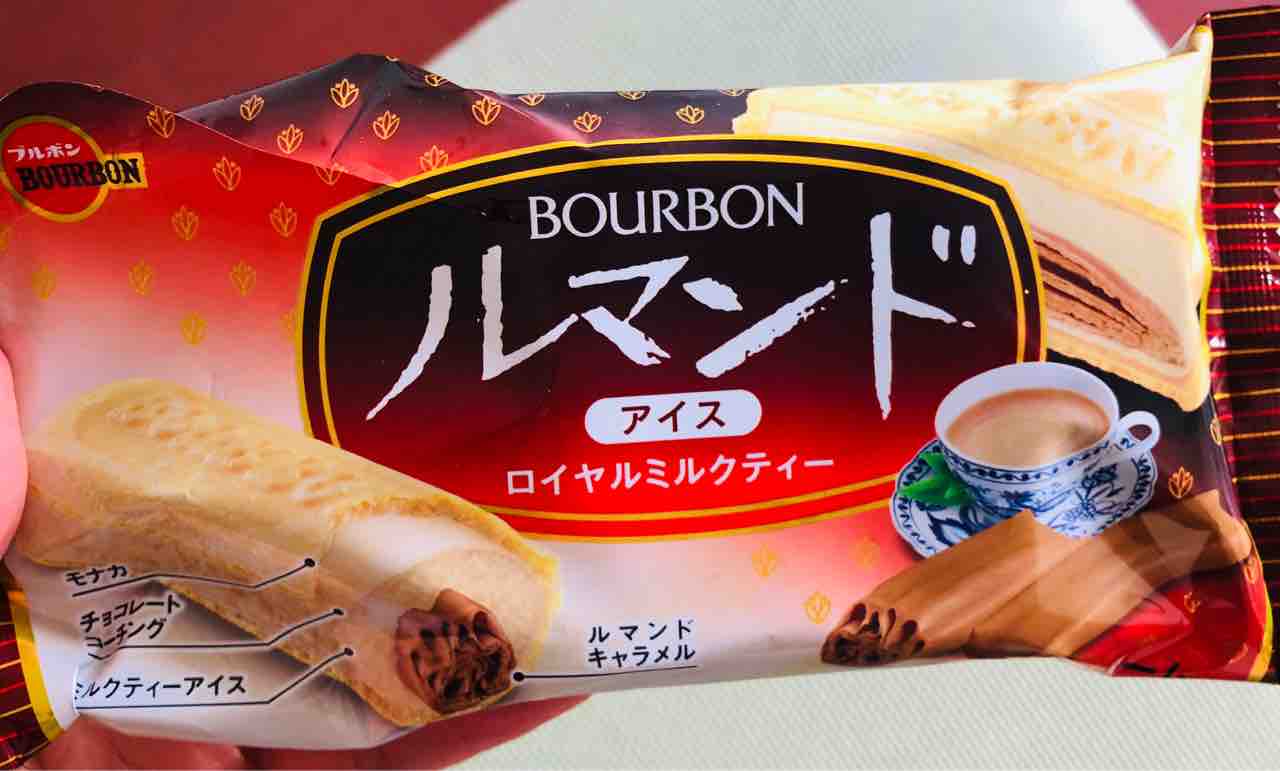 ブルボン
BOURBON
BOURBON
ルマンド
アイス
ロイヤルミルクティー
モナカ
チョコレート
コーチング
ミルクティーアイス
ルマンド
キャラメル